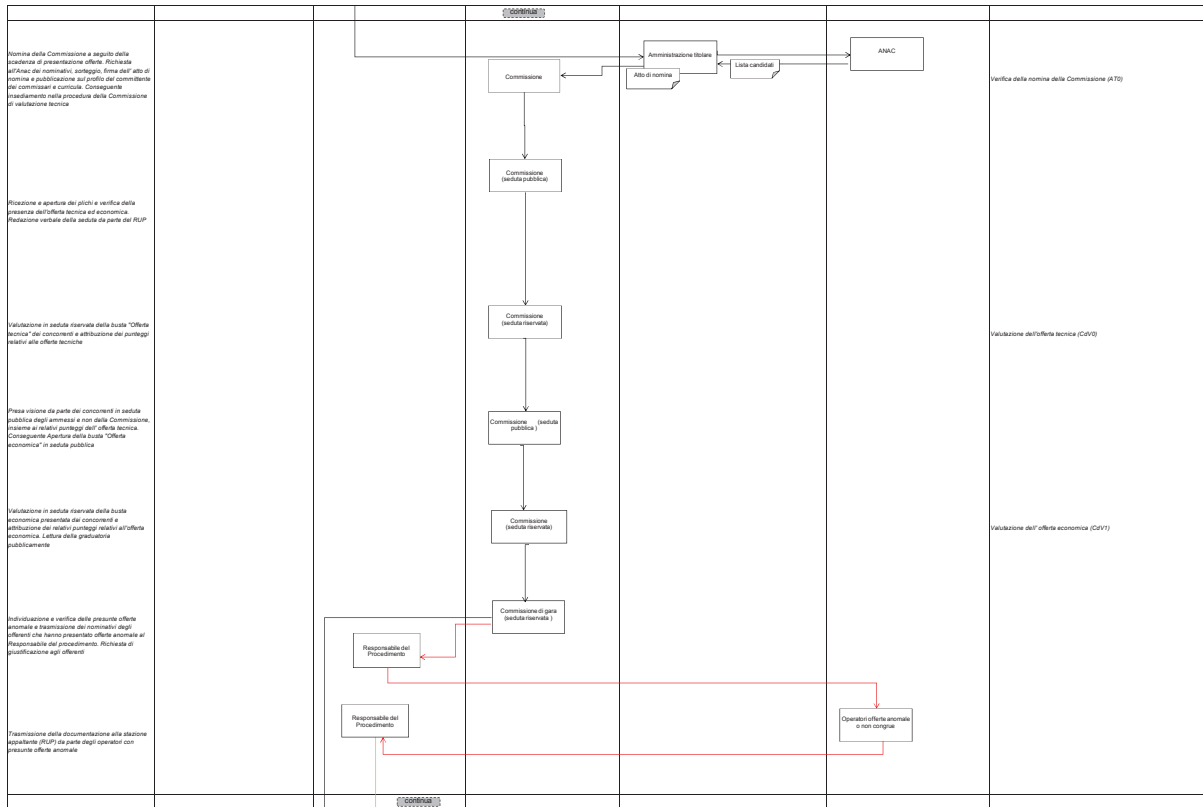 continua
Nomina della Commissione a seguito della
scadenza di presentazione offerte. Richiesta
all'Anac dei nominativi, sorteggio, firma dell' atto di
nomina e pubblicazione sul profilo del committente
dei commissari e curricula. Conseguente
insediamento nella procedura della Commissione
di valutazione tecnica
Commissione
Amministrazione titolare
Atto di nomina
Lista candidati
ANAC
Verifica della nomina della Commissione (AT0)
Commissione
(seduta pubblica)
Ricezione e apertura dei plichi e verifica della
presenza dell'offerta tecnica ed economica.
Redazione verbale della seduta da parte del RUP
Valutazione in seduta riservata della busta "Offerta
tecnica" dei concorrenti e attribuzione dei punteggi
relativi alle offerte tecniche
Commissione
(seduta riservata)
Valutazione dell'offerta tecnica (CdV0)
Presa visione da parte dei concorrenti in seduta
pubblica degli ammessi e non dalla Commissione,
insieme ai relativi punteggi dell' offerta tecnica.
Conseguente Apertura della busta "Offerta
economica" in seduta pubblica
Commissione (seduta
pubblica )
Valutazione in seduta riservata della busta
economica presentata dai concorrenti e
attribuzione dei relativi punteggi relativi all'offerta
economica. Lettura della graduatoria
pubblicamente
Commissione
(seduta riservata)
Valutazione dell' offerta economica (CdV1)
Commissione di gara
(seduta riservata )
Individuazione e verifica delle presunte offerte
anomale e trasmissione dei nominativi degli
offerenti che hanno presentato offerte anomale al
Responsabile del procedimento. Richiesta di
giustificazione agli offerenti
Responsabile del
Procedimento
Responsabile del
Procedimento
Operatori offerte anomale
o non congrue
Trasmissione della documentazione alla stazione
appaltante (RUP) da parte degli operatori con
presunte offerte anomale
continua